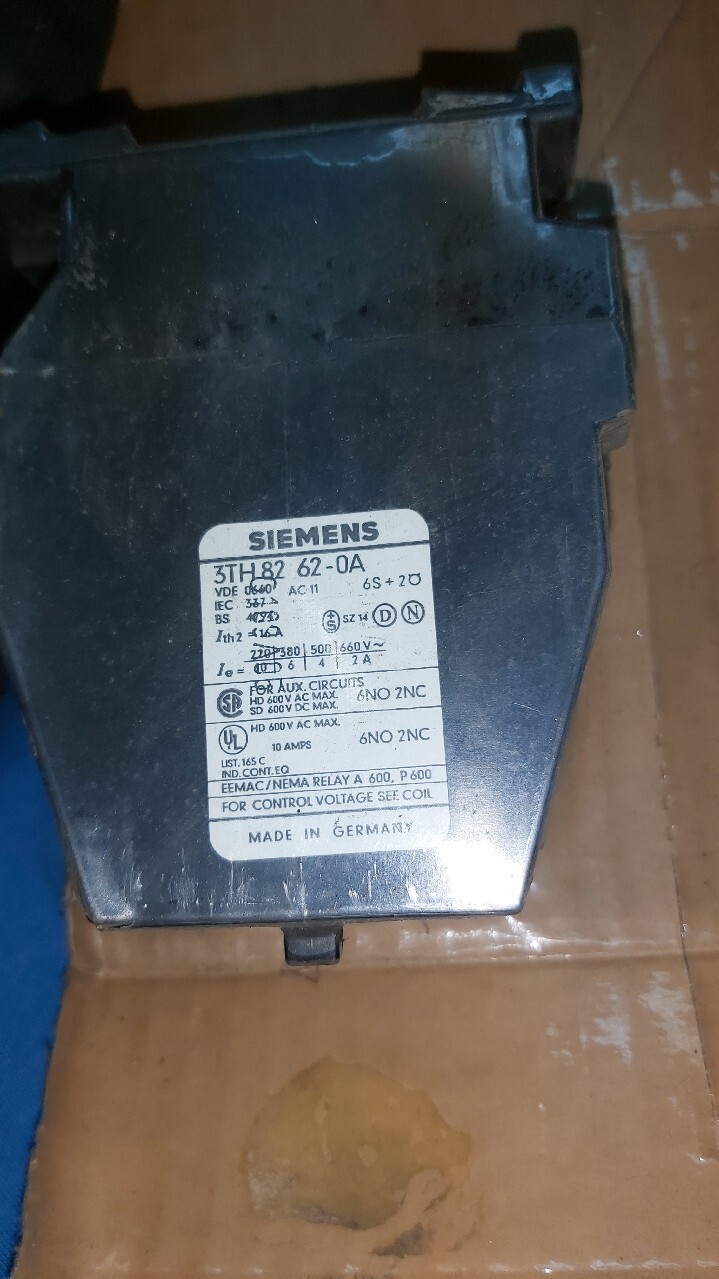 SIEMENS
3TH 82 62-0A
VDE 0660 AC 11 6S + 2Ö
IEC 337
BS SZ 14 D N
Ith2 = 16 A
220 380 500 660 V~
Ie = 10 6 4 2 A
FOR AUX. CIRCUITS
HD 600 V AC MAX. 6NO 2NC
SD 600 V DC MAX.
UL HD 600 V AC MAX.
10 AMPS 6NO 2NC
LIST. 165 C
IND. CONT. EQ
EEMAC/NEMA RELAY A 600, P 600
FOR CONTROL VOLTAGE SEE COIL
MADE IN GERMANY